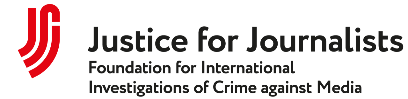 Justice for Journalists
Foundation for International
Investigations of Crime against Media